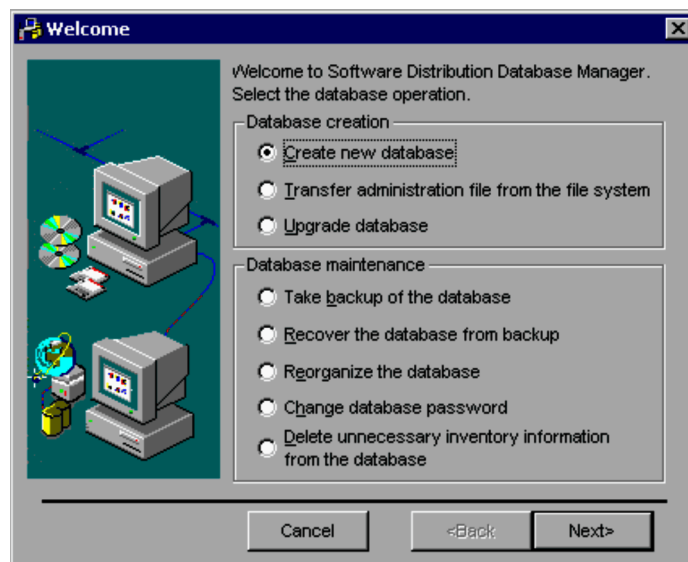 Welcome
Welcome to Software Distribution Database Manager.
Select the database operation.
Database creation
Create new database
Transfer administration file from the file system
Upgrade database
Database maintenance
Take backup of the database
Recover the database from backup
Reorganize the database
Change database password
Delete unnecessary inventory information
from the database
Cancel
<Back
Next>